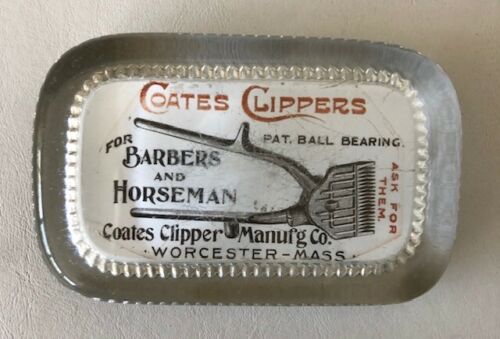 COATES CLIPPERS
FOR
BARBERS
AND
HORSEMAN
PAT. BALL BEARING.
ASK FOR
THEM.
Coates Clipper Manuf'g Co.
· WORCESTER-MASS ·